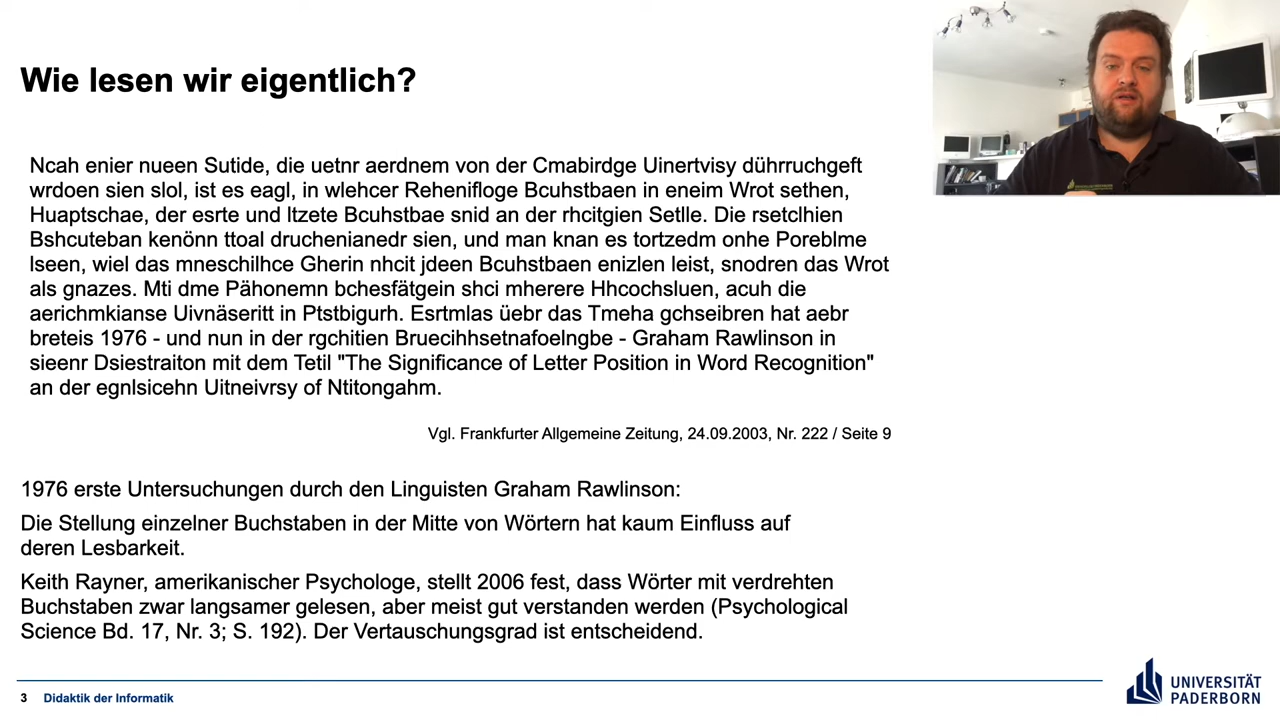 Wie lesen wir eigentlich?
Ncah enier nueen Sutide, die uetnr aerdnem von der Cmabirdge Uinertvisy dührruchgeft
wrdoen sien slol, ist es eagl, in wlehcer Rehenifloge Bcuhstbaen in eneim Wrot sethen,
Huaptschae, der esrte und ltzete Bcuhstbae snid an der rhcitgien Setlle. Die rsetclhien
Bshcuteban kenönn ttoal druchenianedr sien, und man knan es tortzedm onhe Poreblme
lseen, wiel das mneschilhce Gherin nhcit jdeen Bcuhstbaen enizlen leist, snodren das Wrot
als gnazes. Mti dme Pähonemn bchesfätgein shci mherere Hhcochsluen, acuh die
aerichmkianse Uivnäseritt in Ptstbigurh. Esrtmlas üebr das Tmeha gchseibren hat aebr
breteis 1976 - und nun in der rgchitien Bruecihhsetnafoelngbe - Graham Rawlinson in
sieenr Dsiestraiton mit dem Tetil "The Significance of Letter Position in Word Recognition"
an der egnlsicehn Uitneivrsy of Ntitongahm.
Vgl. Frankfurter Allgemeine Zeitung, 24.09.2003, Nr. 222 / Seite 9
1976 erste Untersuchungen durch den Linguisten Graham Rawlinson:
Die Stellung einzelner Buchstaben in der Mitte von Wörtern hat kaum Einfluss auf
deren Lesbarkeit.
Keith Rayner, amerikanischer Psychologe, stellt 2006 fest, dass Wörter mit verdrehten
Buchstaben zwar langsamer gelesen, aber meist gut verstanden werden (Psychological
Science Bd. 17, Nr. 3; S. 192). Der Vertauschungsgrad ist entscheidend.
3 Didaktik der Informatik
UNIVERSITÄT
PADERBORN